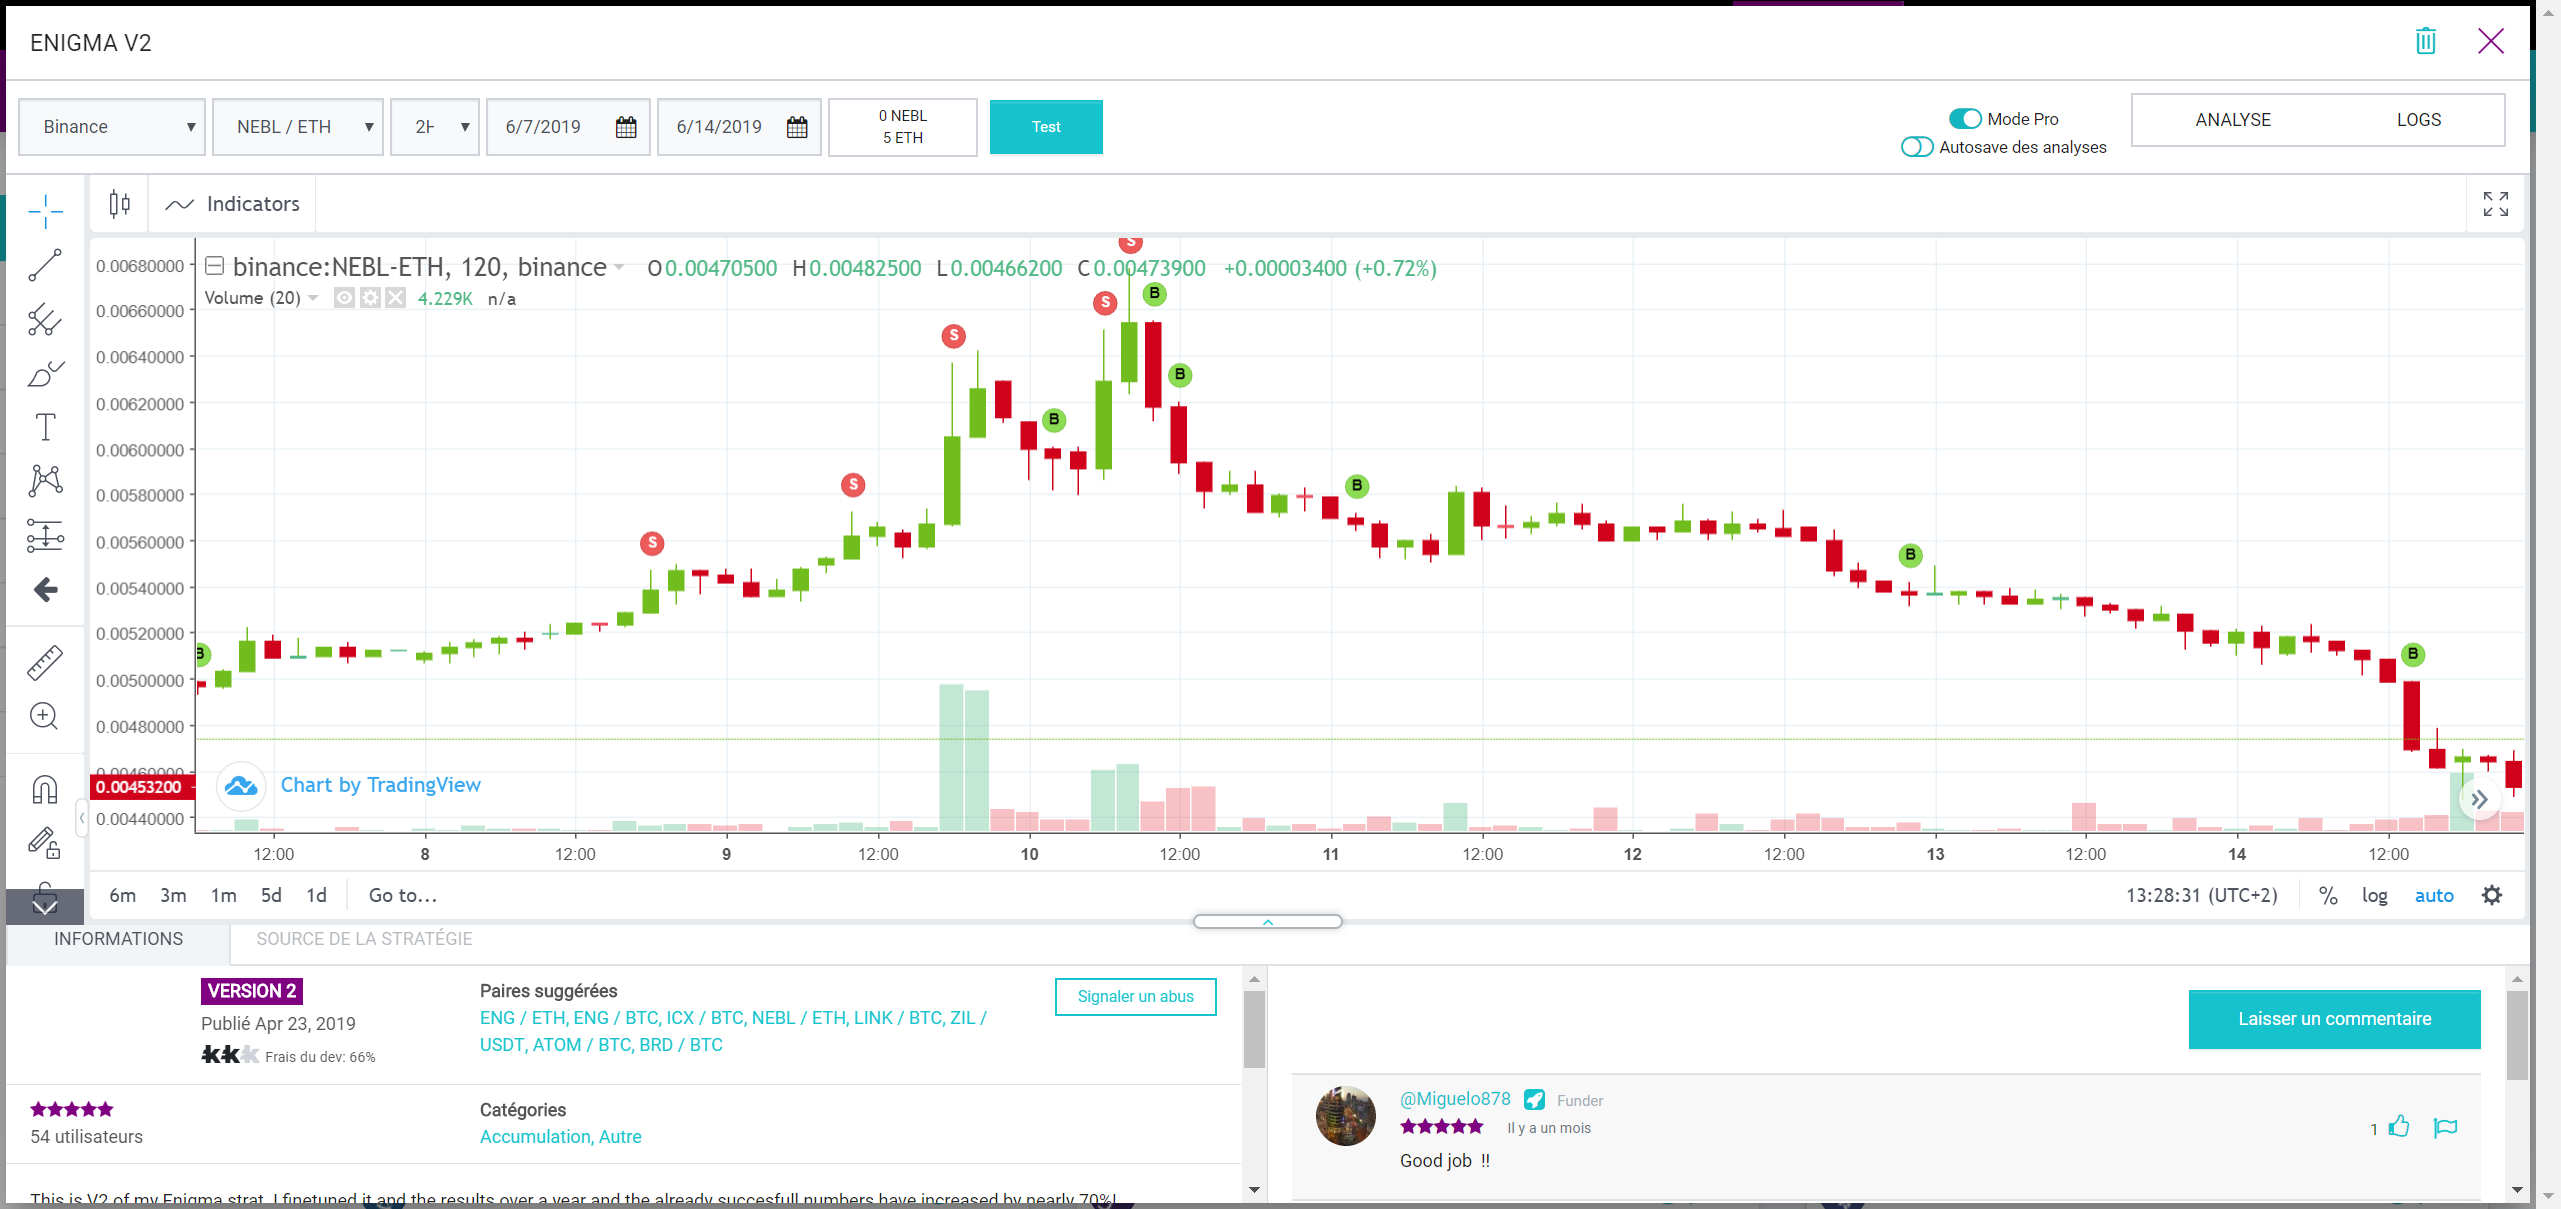 ENIGMA V2
Binance
NEBL / ETH
2H
6/7/2019
6/14/2019
0 NEBL
5 ETH
Test
Mode Pro
Autosave des analyses
ANALYSE
LOGS
Indicators
binance:NEBL-ETH, 120, binance O0.00470500 H0.00482500 L0.00466200 C0.00473900 +0.00003400 (+0.72%)
Volume (20) 4.229K n/a
0.00680000
0.00660000
0.00640000
0.00620000
0.00600000
0.00580000
0.00560000
0.00540000
0.00520000
0.00500000
0.00480000
0.00460000
0.00453200
0.00440000
S
S
S
S
S
B
B
B
B
B
B
B
Chart by TradingView
12:00 8 12:00 9 12:00 10 12:00 11 12:00 12 12:00 13 12:00 14 12:00
6m 3m 1m 5d 1d Go to...
13:28:31 (UTC+2) % log auto
INFORMATIONS
SOURCE DE LA STRATÉGIE
VERSION 2
Publié Apr 23, 2019
Frais du dev: 66%
Paires suggérées
ENG / ETH, ENG / BTC, ICX / BTC, NEBL / ETH, LINK / BTC, ZIL /
USDT, ATOM / BTC, BRD / BTC
Signaler un abus
54 utilisateurs
Catégories
Accumulation, Autre
This is V2 of my Enigma strat. I finetuned it and the results over a year and the already succesfull numbers have increased by nearly 70%!
Laisser un commentaire
@Miguelo878 Funder
Il y a un mois
1
Good job !!